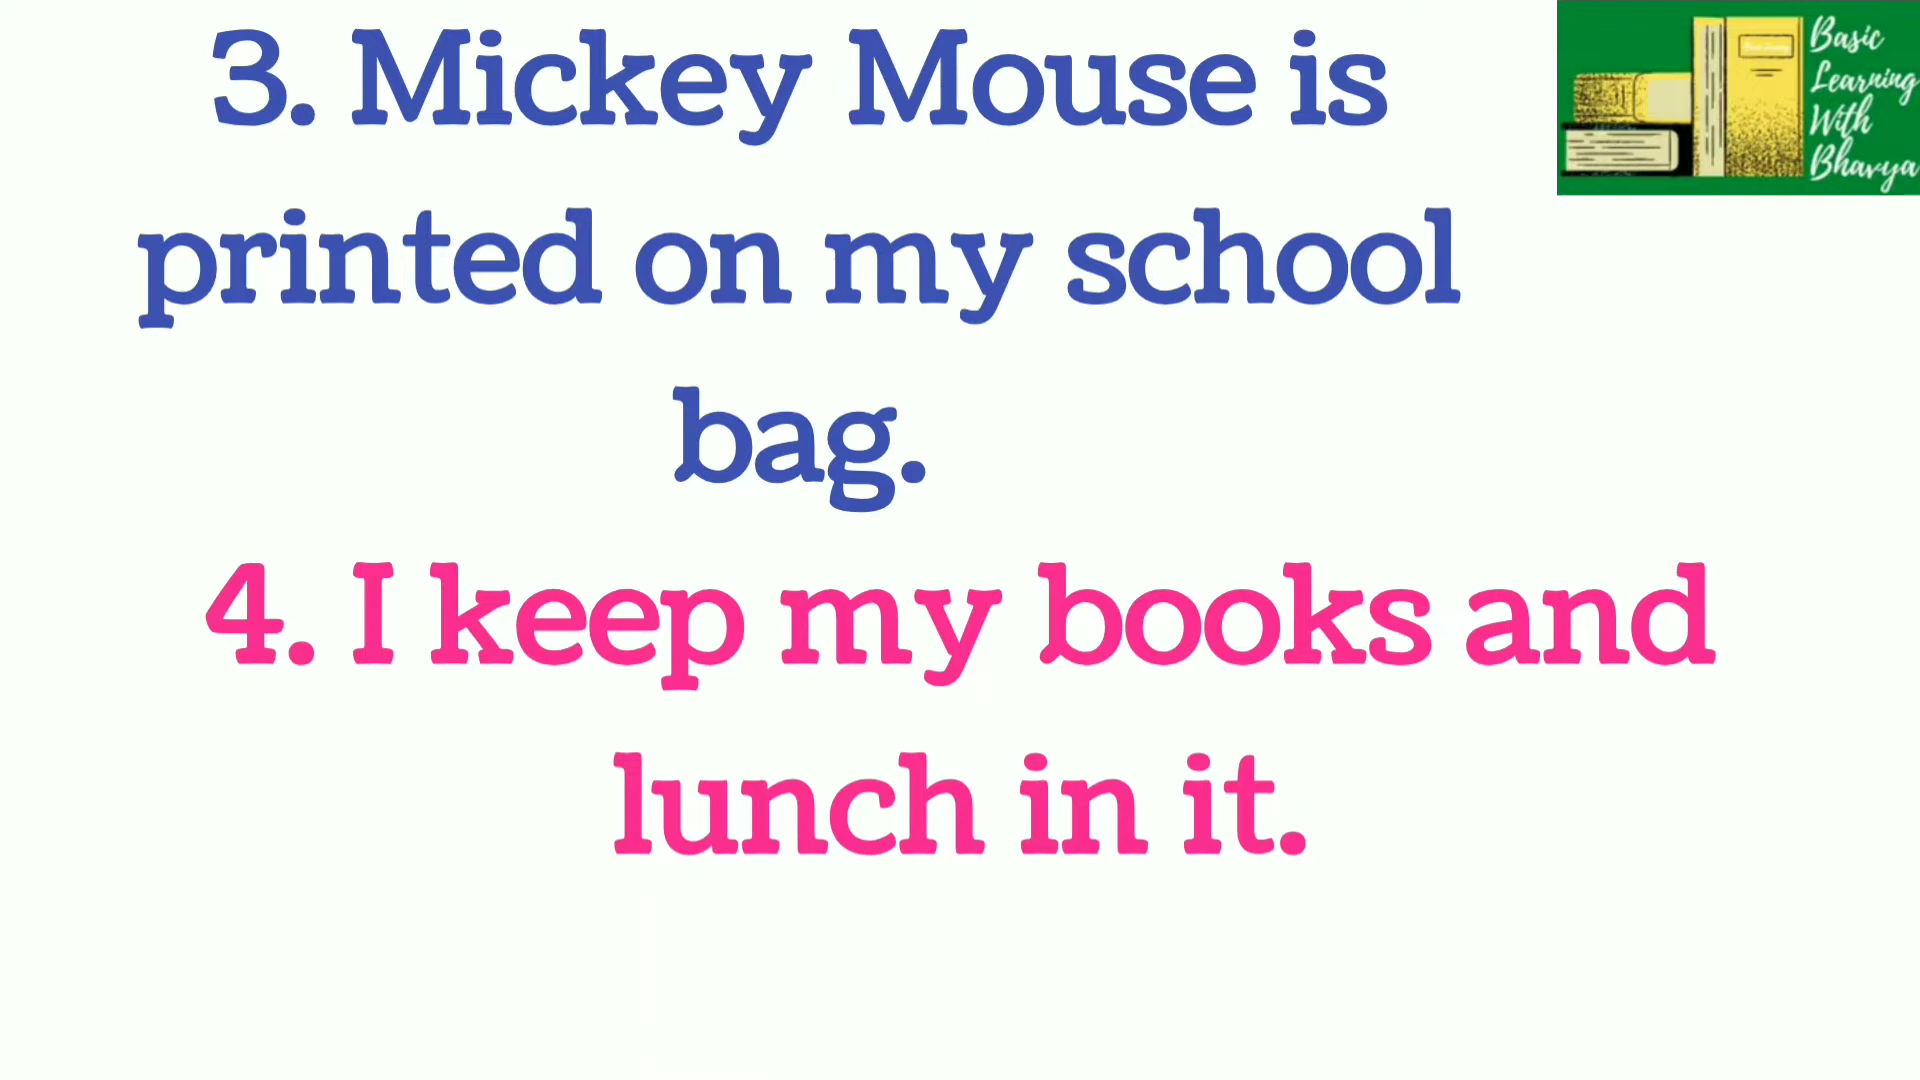 3. Mickey Mouse is
printed on my school
bag.
4. I keep my books and
lunch in it.
Basic
Learning
With
Bhavya